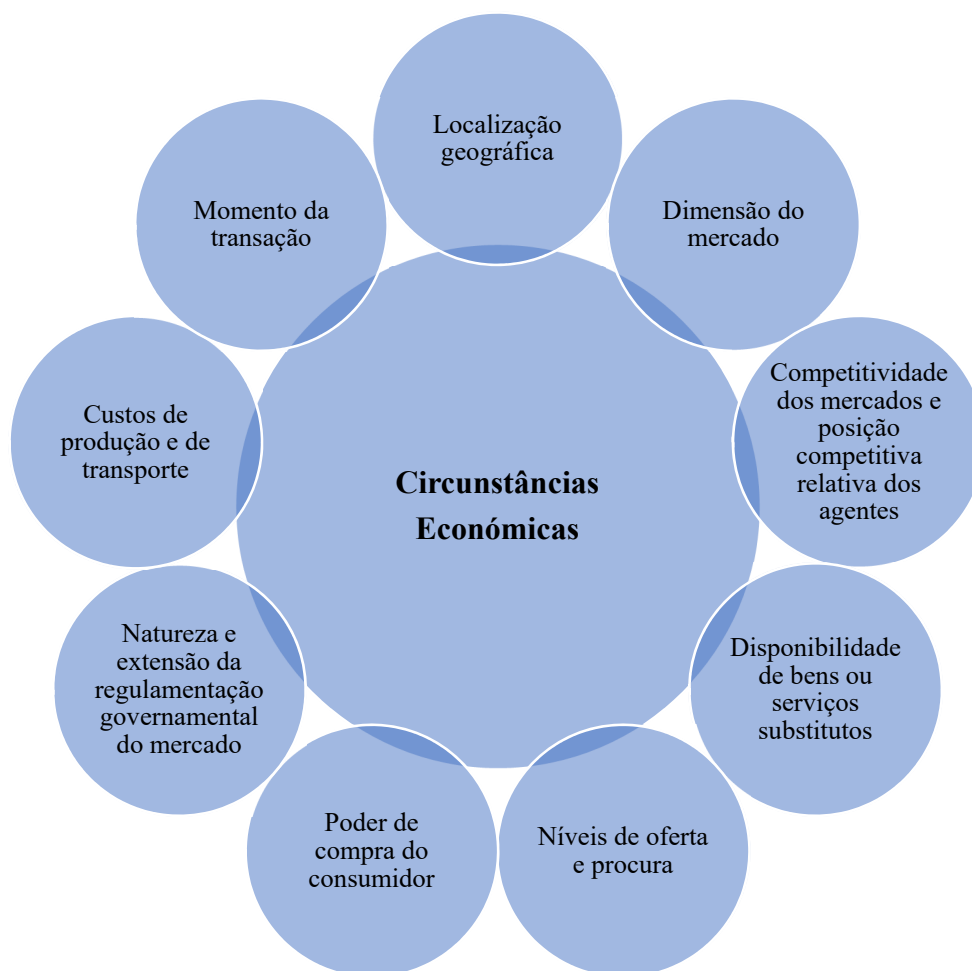 Localização
geográfica
Dimensão do
mercado
Competitividade
dos mercados e
posição
competitiva
relativa dos
agentes
Disponibilidade
de bens ou
serviços
substitutos
Níveis de oferta
e procura
Poder de
compra do
consumidor
Natureza e
extensão da
regulamentação
governamental
do mercado
Custos de
produção e de
transporte
Momento da
transação
Circunstâncias
Económicas